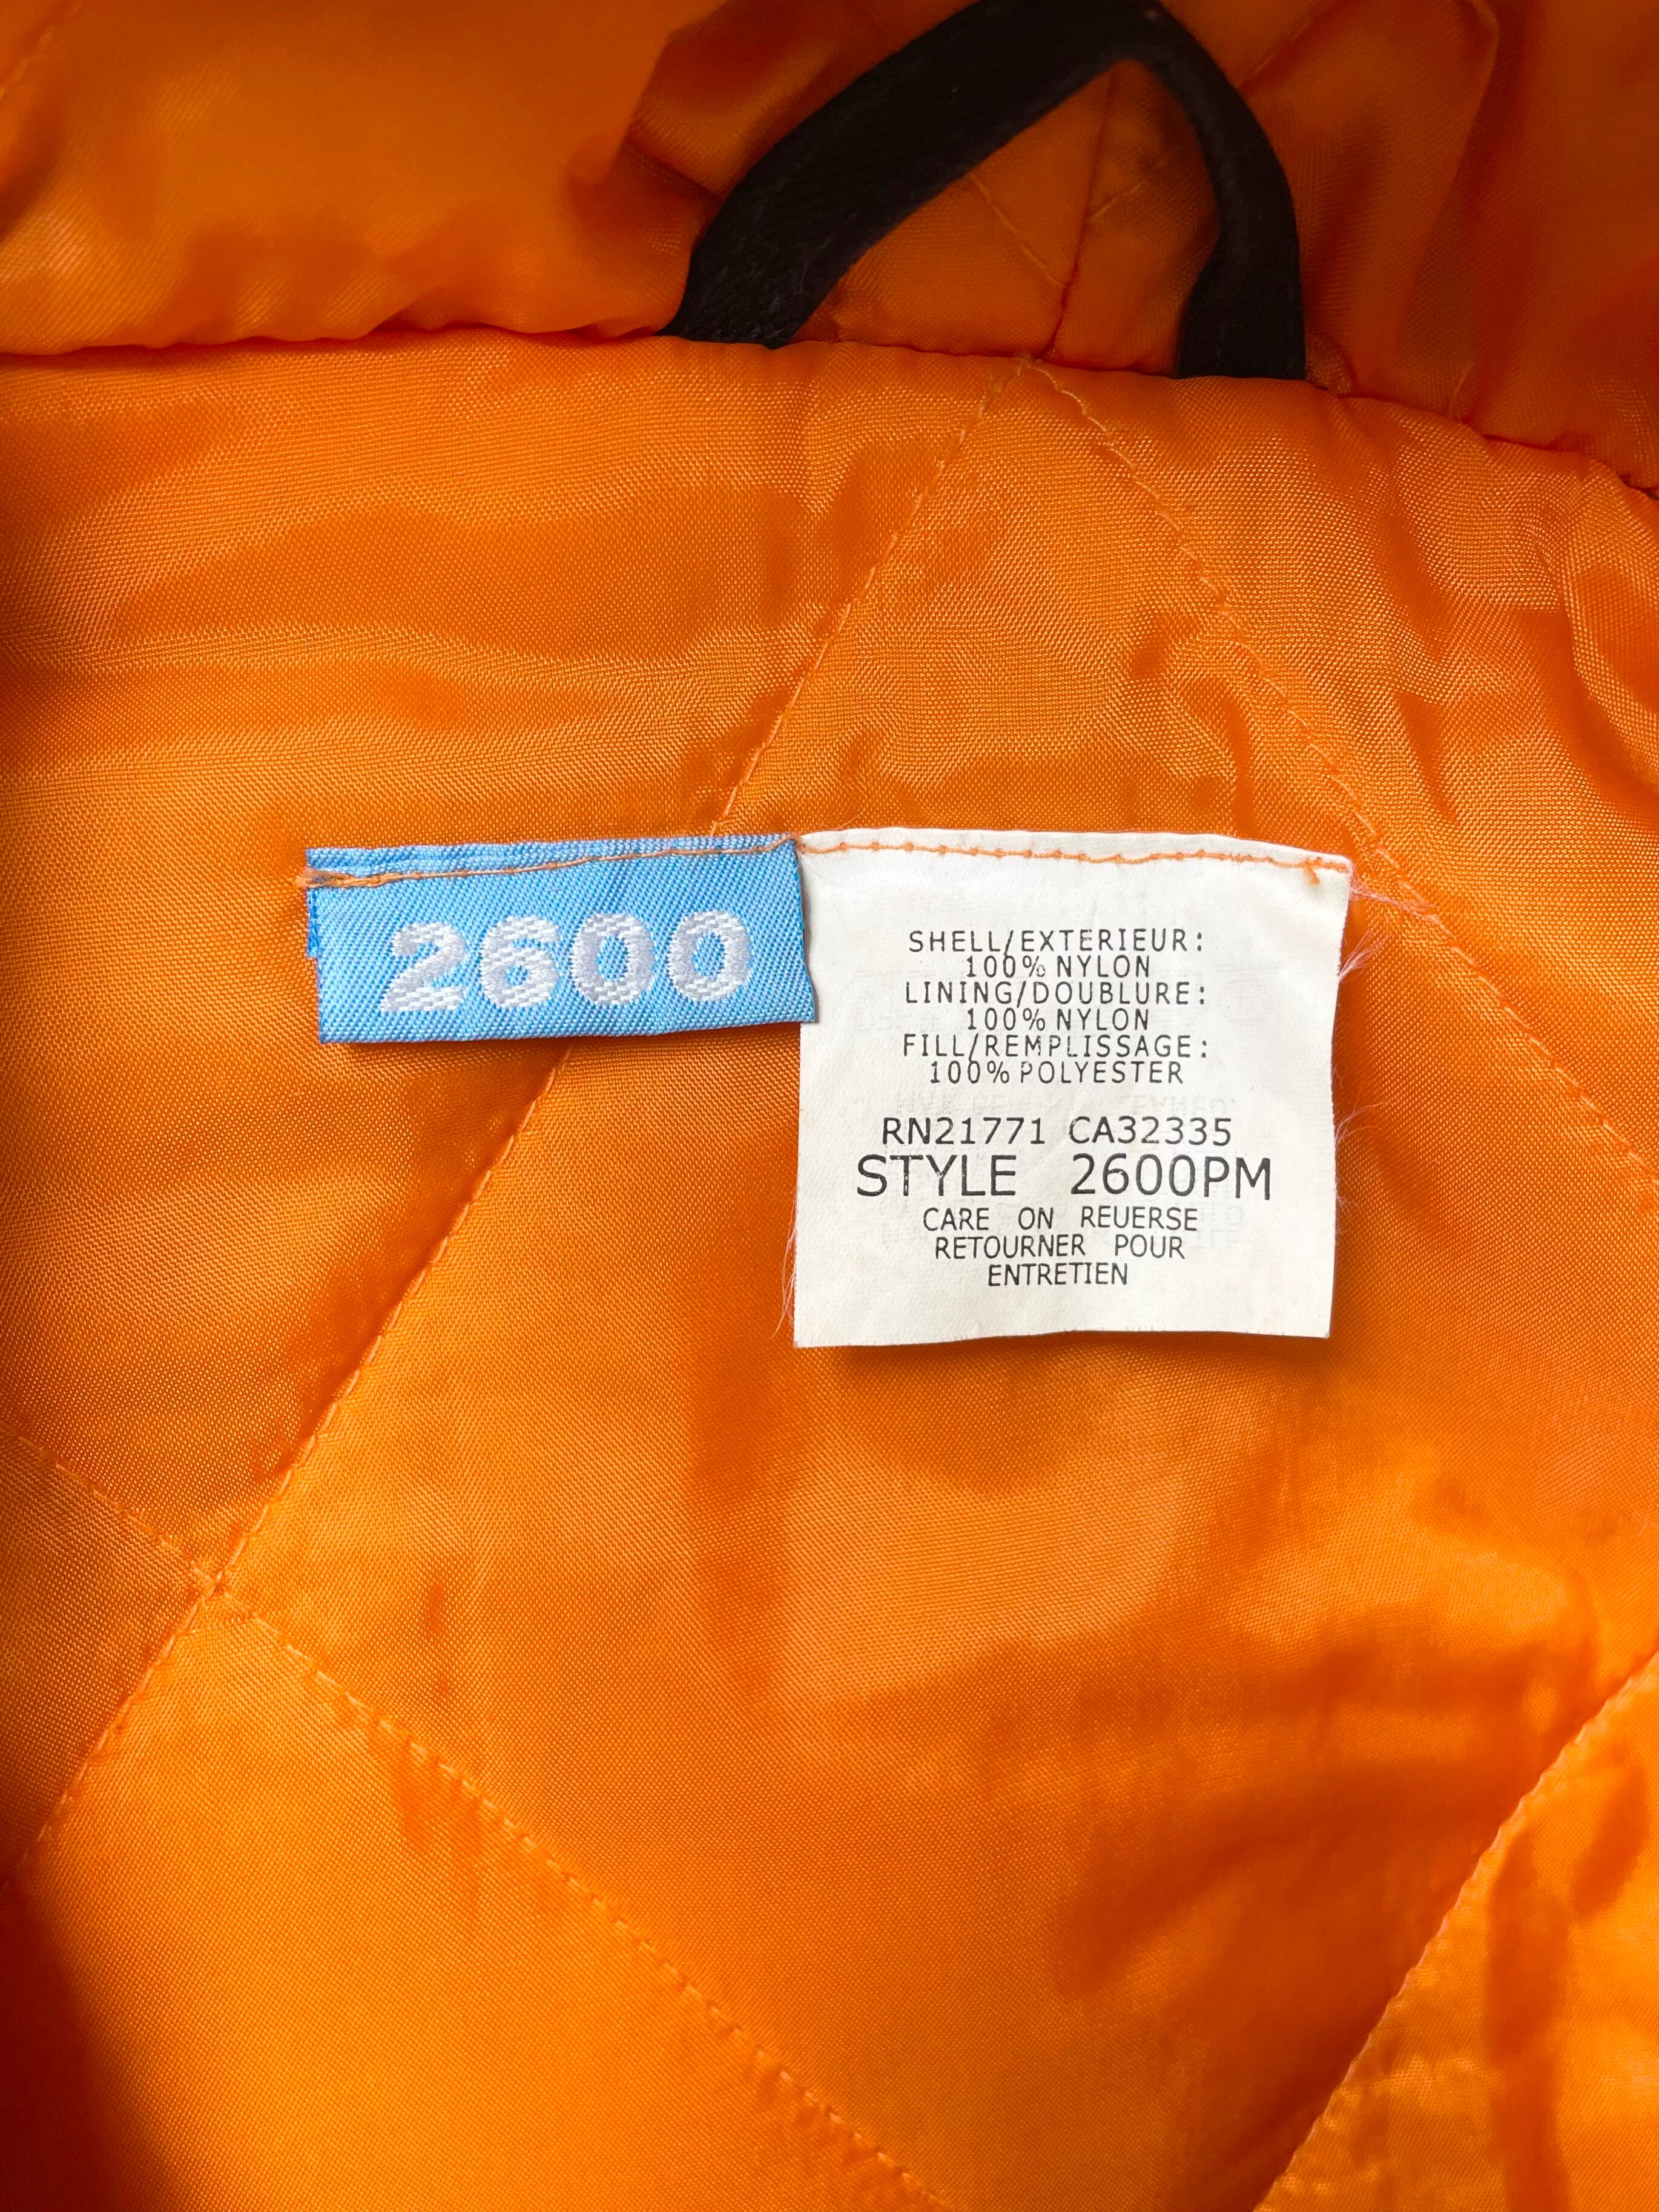 2600
SHELL/EXTERIEUR:
100% NYLON
LINING/DOUBLURE:
100% NYLON
FILL/REMPLISSAGE:
100% POLYESTER
RN21771 CA32335
STYLE 2600PM
CARE ON REUERSE
RETOURNER POUR
ENTRETIEN